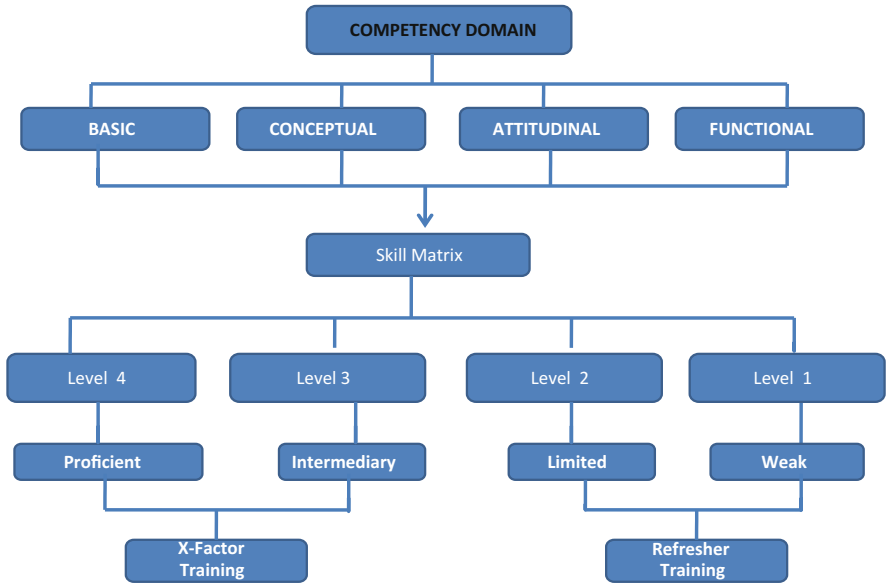 COMPETENCY DOMAIN
BASIC
CONCEPTUAL
ATTITUDINAL
FUNCTIONAL
Skill Matrix
Level 4
Level 3
Level 2
Level 1
Proficient
Intermediary
Limited
Weak
X-Factor
Training
Refresher
Training